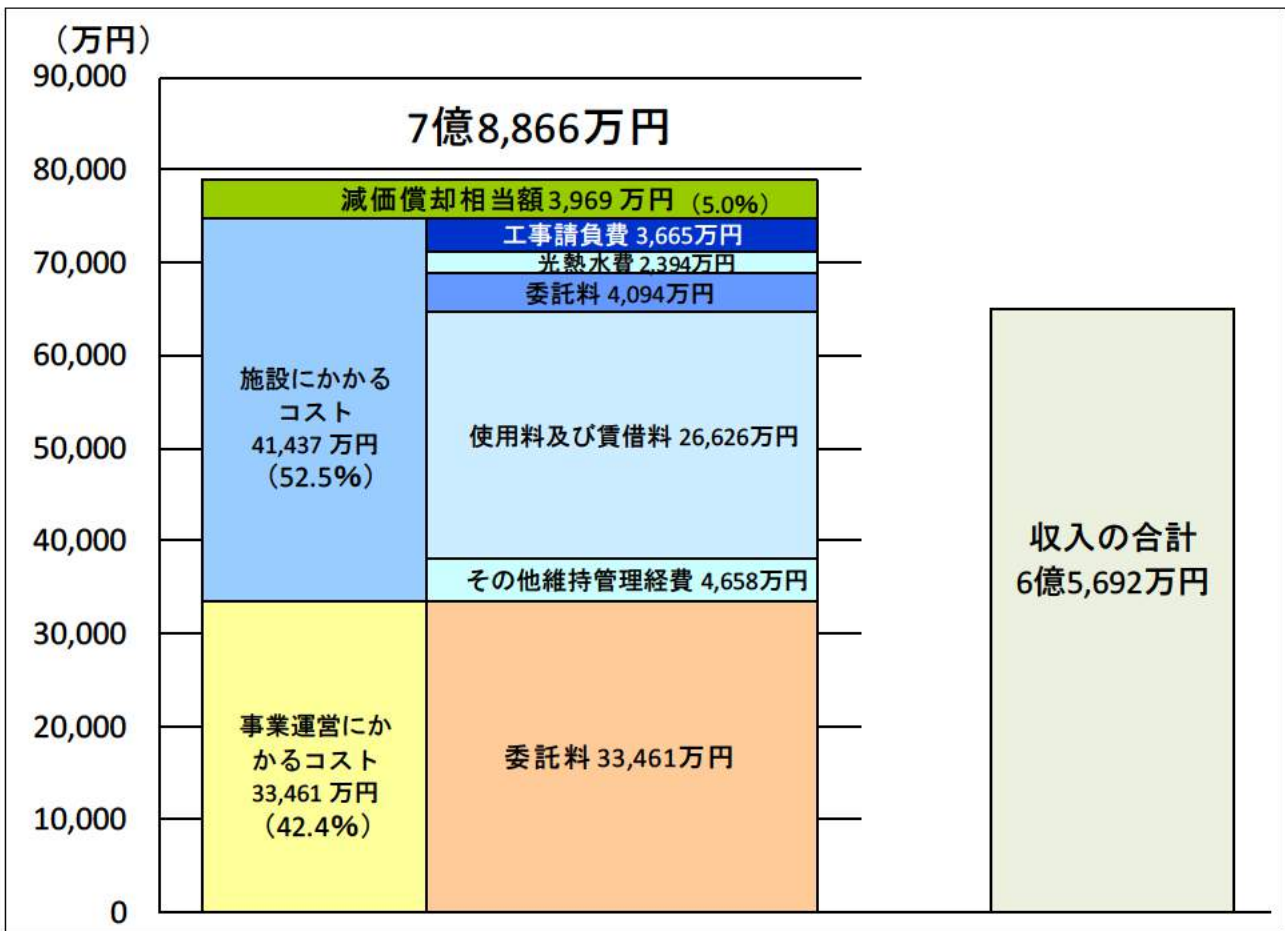 （万円）
90,000
80,000
70,000
60,000
50,000
40,000
30,000
20,000
10,000
0
7億8,866万円
減価償却相当額3,969 万円（5.0%）
施設にかかる
コスト
41,437 万円
（52.5%）
工事請負費 3,665万円
光熱水費 2,394万円
委託料 4,094万円
使用料及び賃借料 26,626万円
その他維持管理経費 4,658万円
事業運営にか
かるコスト
33,461 万円
（42.4%）
委託料 33,461万円
収入の合計
6億5,692万円